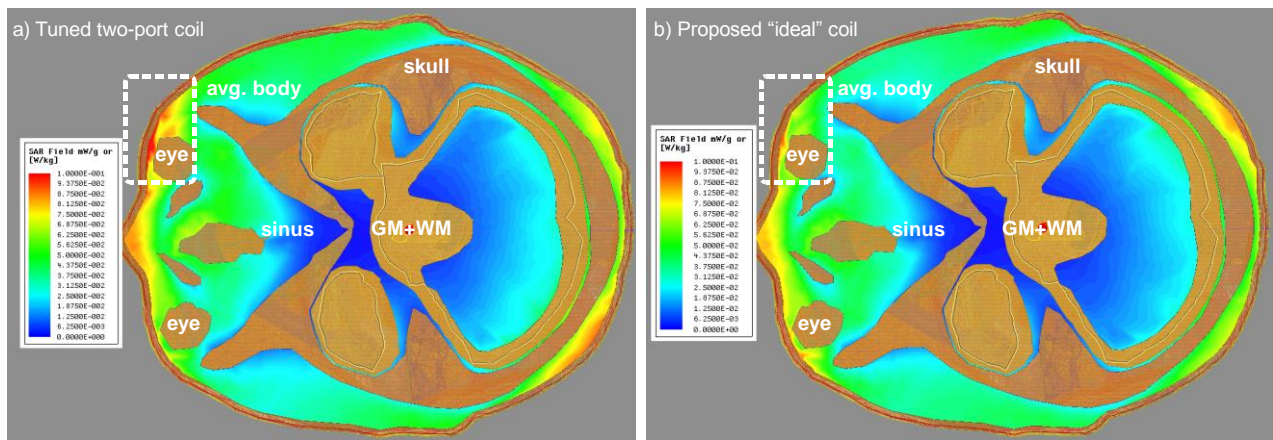 a) Tuned two-port coil
skull
avg. body
eye
SAR Field mW/g or
[W/kg]
1.0000E-001
9.3750E-002
8.7500E-002
8.1250E-002
7.5000E-002
6.8750E-002
6.2500E-002
5.6250E-002
5.0000E-002
4.3750E-002
3.7500E-002
3.1250E-002
2.5000E-002
1.8750E-002
1.2500E-002
6.2500E-003
0.0000E+000
sinus
GM+WM
eye
b) Proposed “ideal” coil
skull
avg. body
eye
SAR Field mW/g or
[W/kg]
1.0000E-01
9.3750E-02
8.7500E-02
8.1250E-02
7.5000E-02
6.8750E-02
6.2500E-02
5.6250E-02
5.0000E-02
4.3750E-02
3.7500E-02
3.1250E-02
2.5000E-02
1.8750E-02
1.2500E-02
6.2500E-03
0.0000E+00
sinus
GM+WM
eye